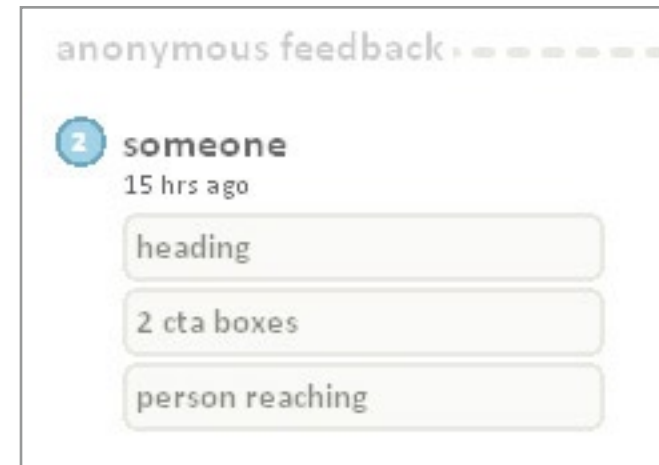 anonymous feedback
2
someone
15 hrs ago
heading
2 cta boxes
person reaching